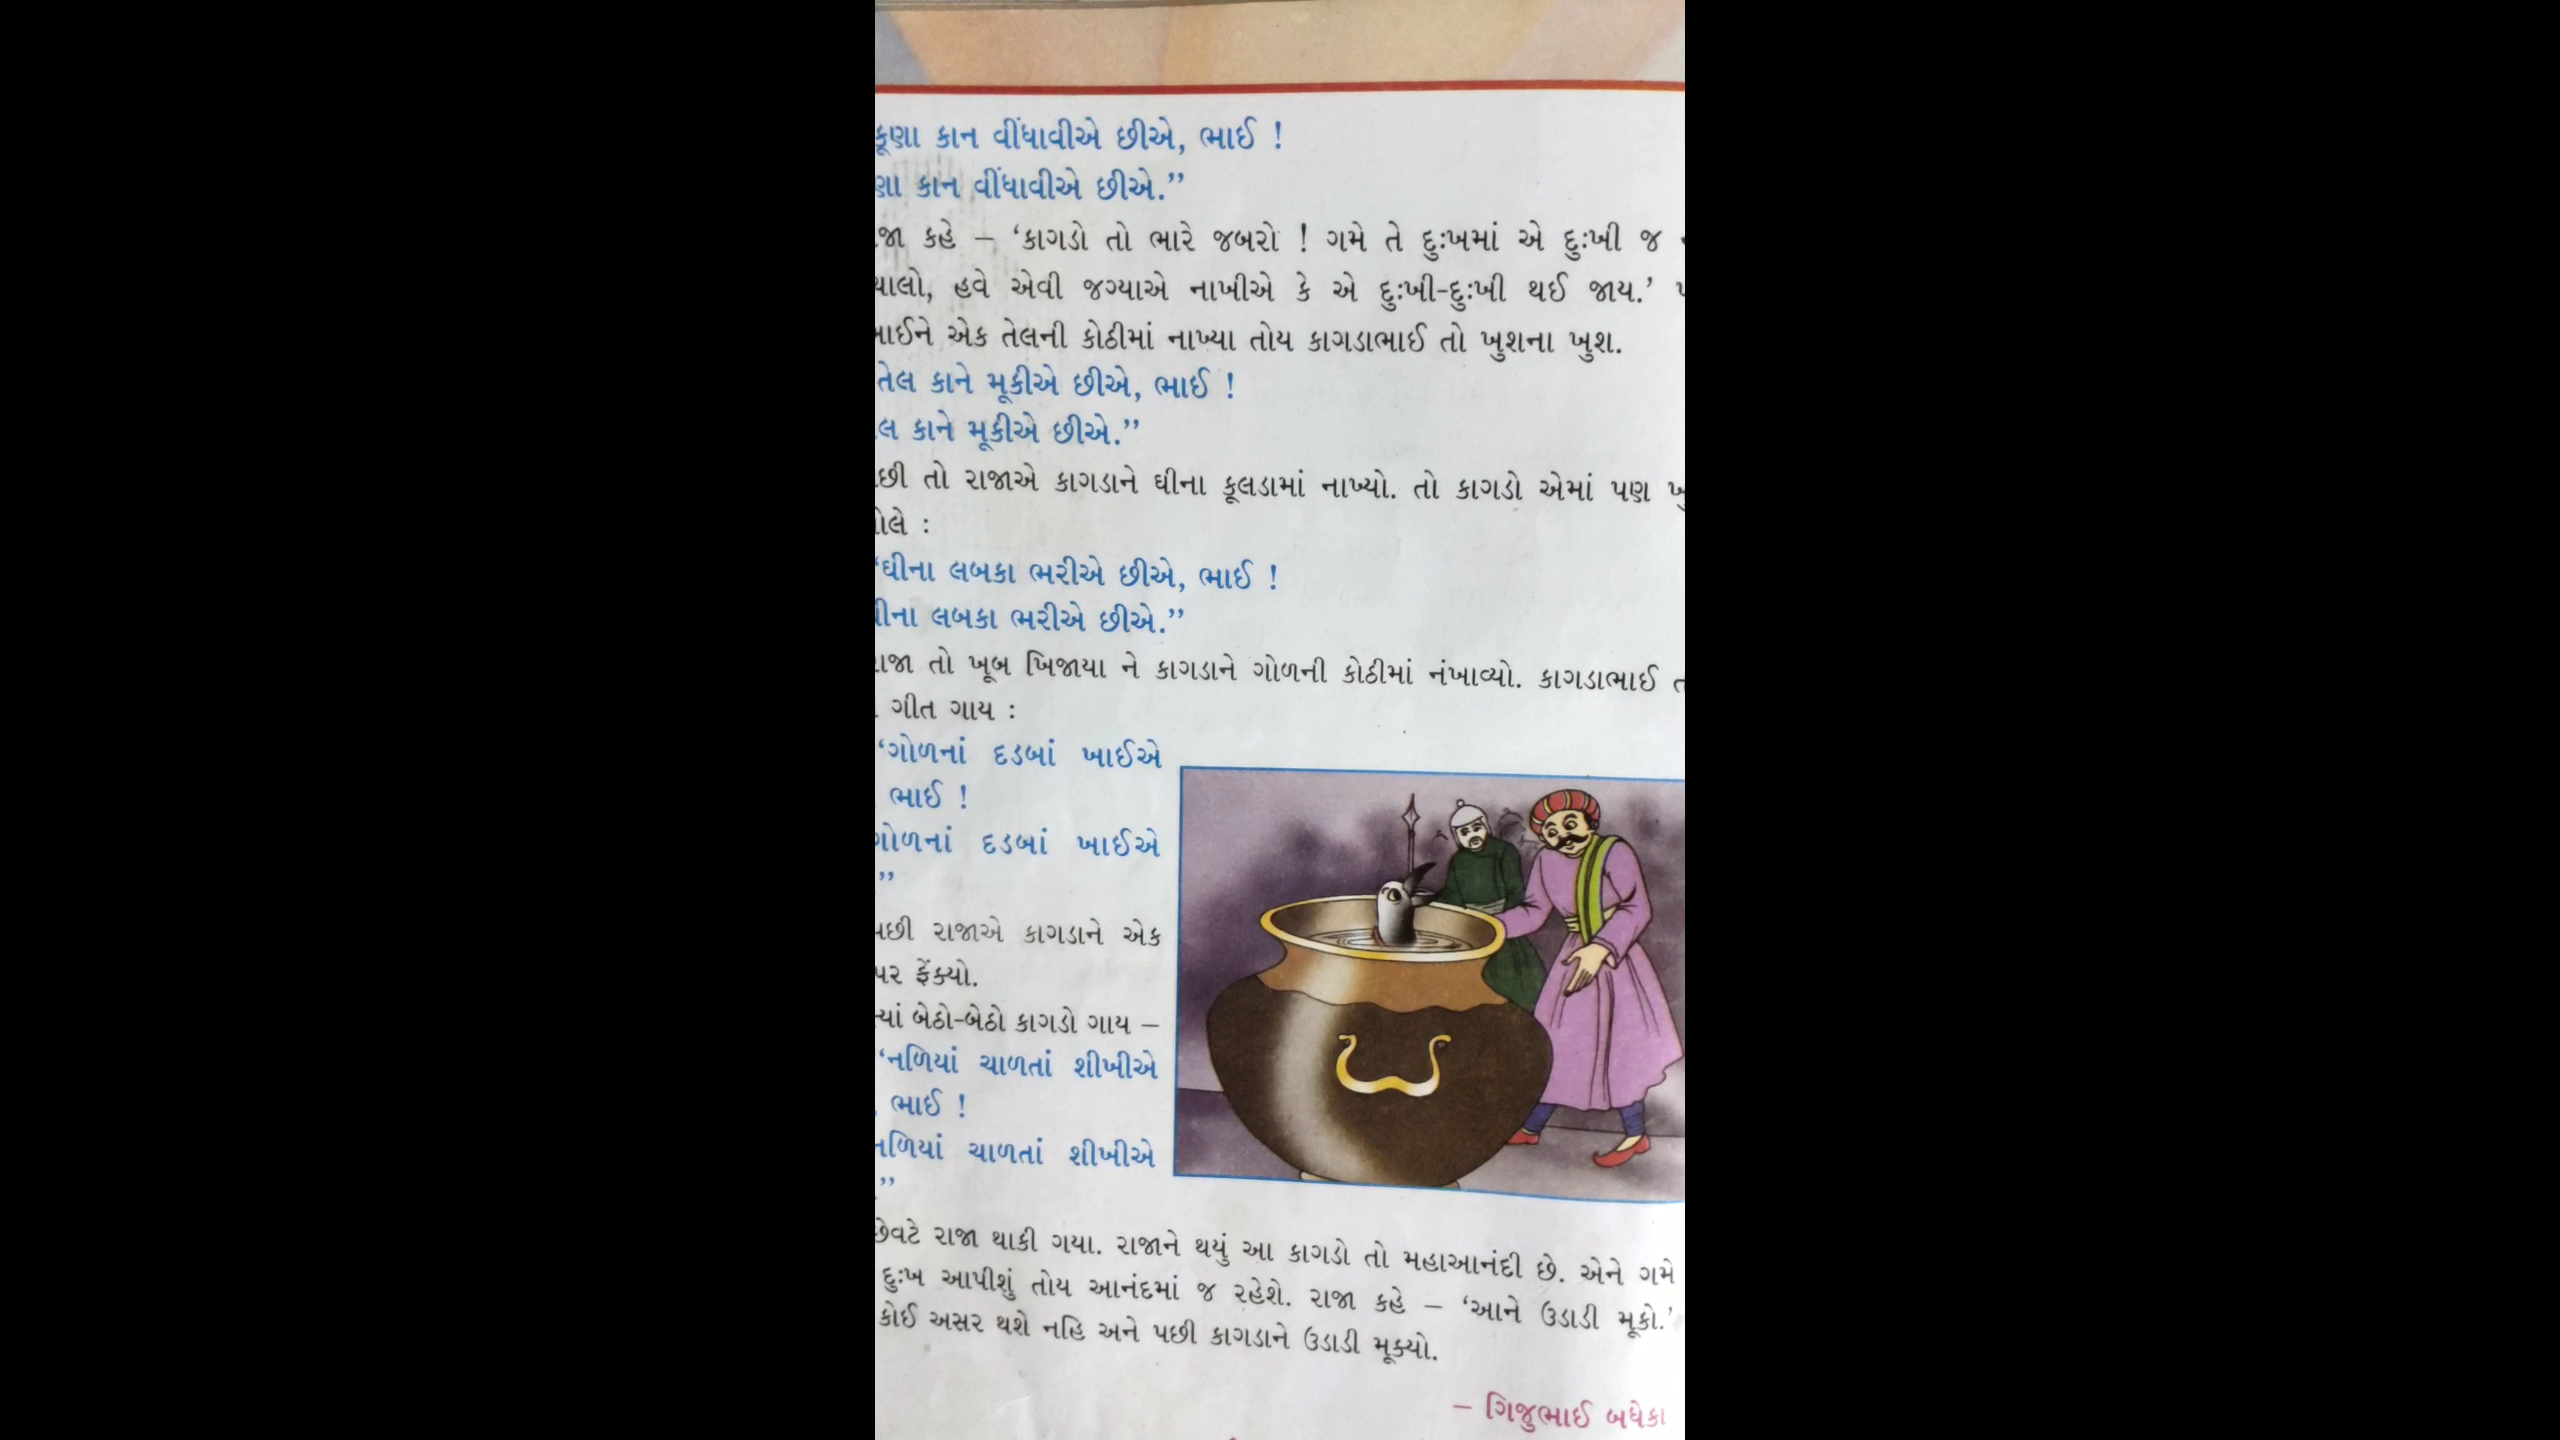 કાન વીંધાવીએ છીએ, ભાઈ !
કાન વીંધાવીએ છીએ.”
કહે – ‘કાગડો તો ભારે જબરો ! ગમે તે દુઃખમાં એ દુઃખી જ
હવે એવી જગ્યાએ નાખીએ કે એ દુઃખી-દુઃખી થઈ જાય.’
એક તેલની કોઠીમાં નાખ્યા તોય કાગડાભાઈ તો ખુશના ખુશ.
તેલ કાને મૂકીએ છીએ, ભાઈ !
કાને મૂકીએ છીએ.”
તો રાજાએ કાગડાને ઘીના કૂલડામાં નાખ્યો. તો કાગડો એમાં પણ
:
‘ઘીના લબકા ભરીએ છીએ, ભાઈ !
લબકા ભરીએ છીએ.”
રાજા તો ખૂબ ખિજાયા ને કાગડાને ગોળની કોઠીમાં નંખાવ્યો. કાગડાભાઈ
ગીત ગાય :
‘ગોળનાં દડબાં ખાઈએ
ભાઈ !
ગોળનાં દડબાં ખાઈએ
”
પછી રાજાએ કાગડાને એક
પર ફેંક્યો.
બેઠો-બેઠો કાગડો ગાય –
‘નળિયાં ચાળતાં શીખીએ
ભાઈ !
નળિયાં ચાળતાં શીખીએ
”
છેવટે રાજા થાકી ગયા. રાજાને થયું આ કાગડો તો મહાઆનંદી છે. એને ગમે
દુઃખ આપીશું તોય આનંદમાં જ રહેશે. રાજા કહે – ‘આને ઉડાડી મૂકો.’
કોઈ અસર થશે નહિ અને પછી કાગડાને ઉડાડી મૂક્યો.
– ગિજુભાઈ બધેકા